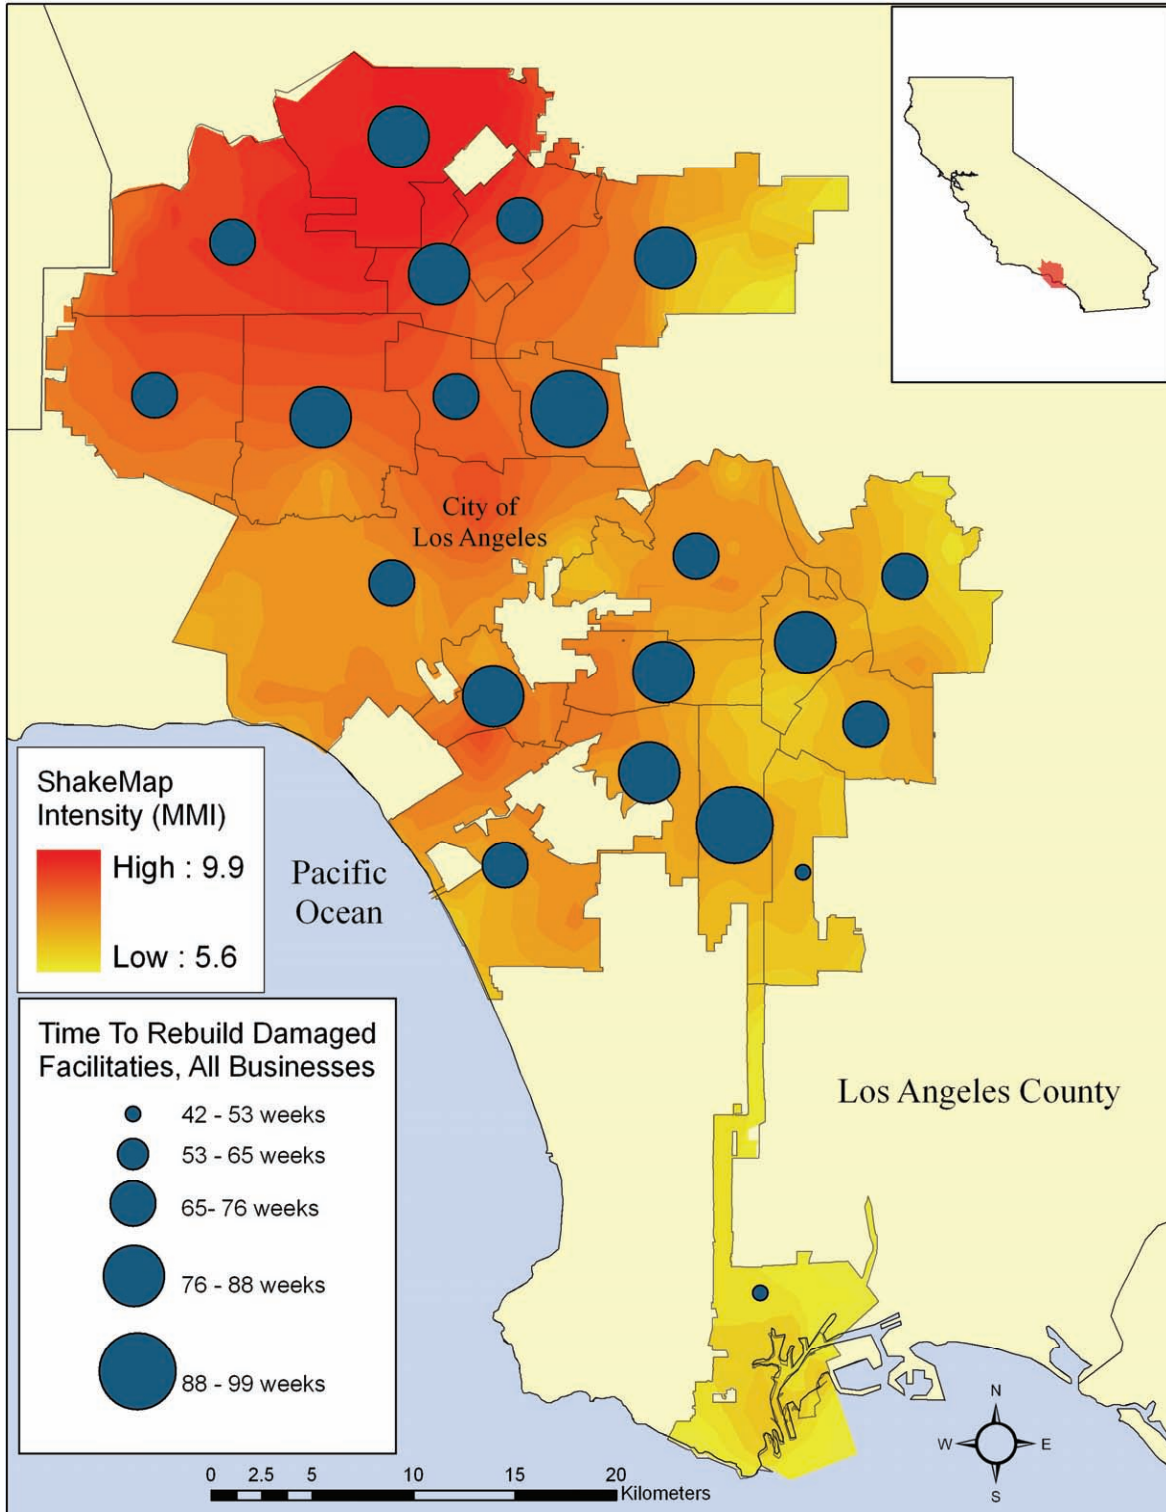 City of
Los Angeles
ShakeMap
Intensity (MMI)
High : 9.9
Low : 5.6
Pacific
Ocean
Time To Rebuild Damaged
Facilitaties, All Businesses
42 - 53 weeks
53 - 65 weeks
65- 76 weeks
76 - 88 weeks
88 - 99 weeks
Los Angeles County
N
W E
S
0 2.5 5 10 15 20
Kilometers